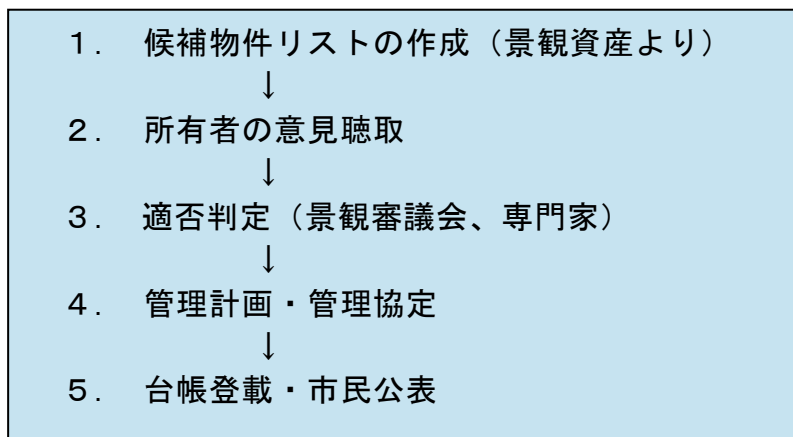 １．　候補物件リストの作成（景観資産より）
↓
２．　所有者の意見聴取
↓
３．　適否判定（景観審議会、専門家）
↓
４．　管理計画・管理協定
↓
５．　台帳登載・市民公表